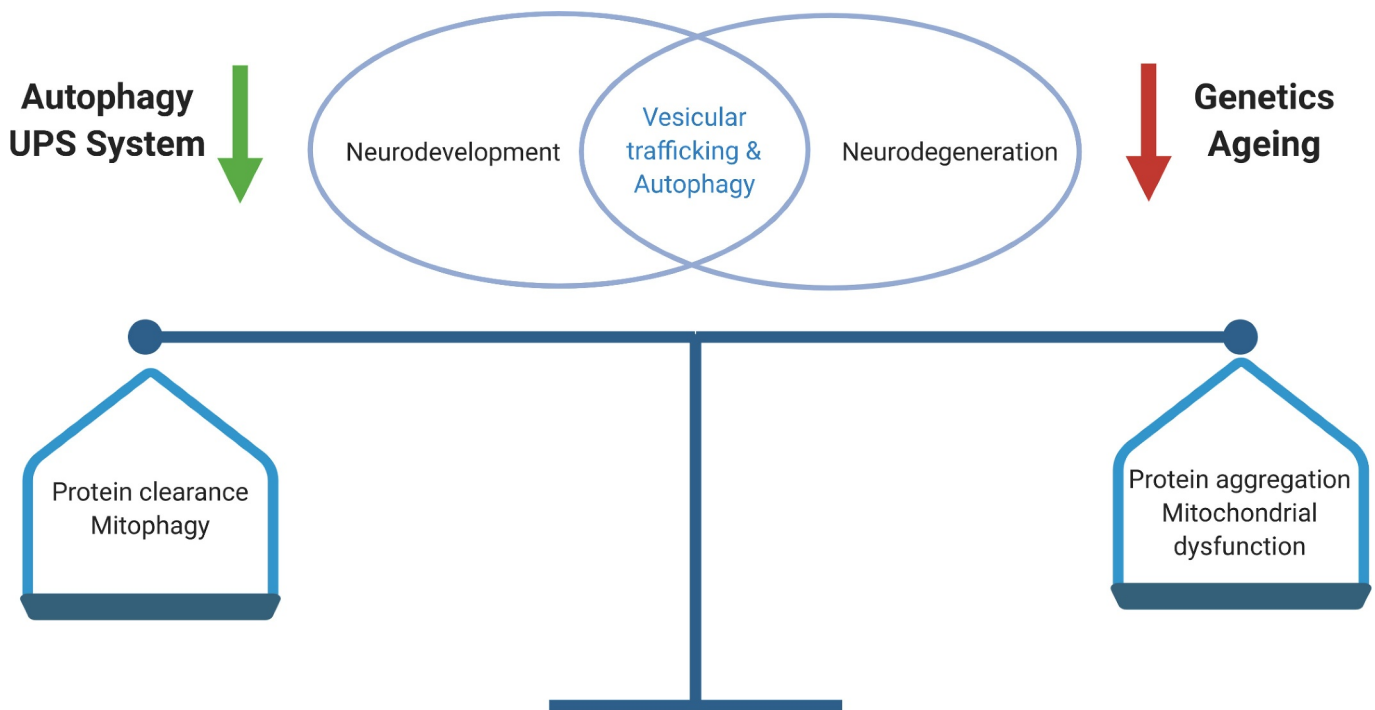 Autophagy
UPS System
Neurodevelopment
Vesicular
trafficking &
Autophagy
Neurodegeneration
Genetics
Ageing
Protein clearance
Mitophagy
Protein aggregation
Mitochondrial
dysfunction